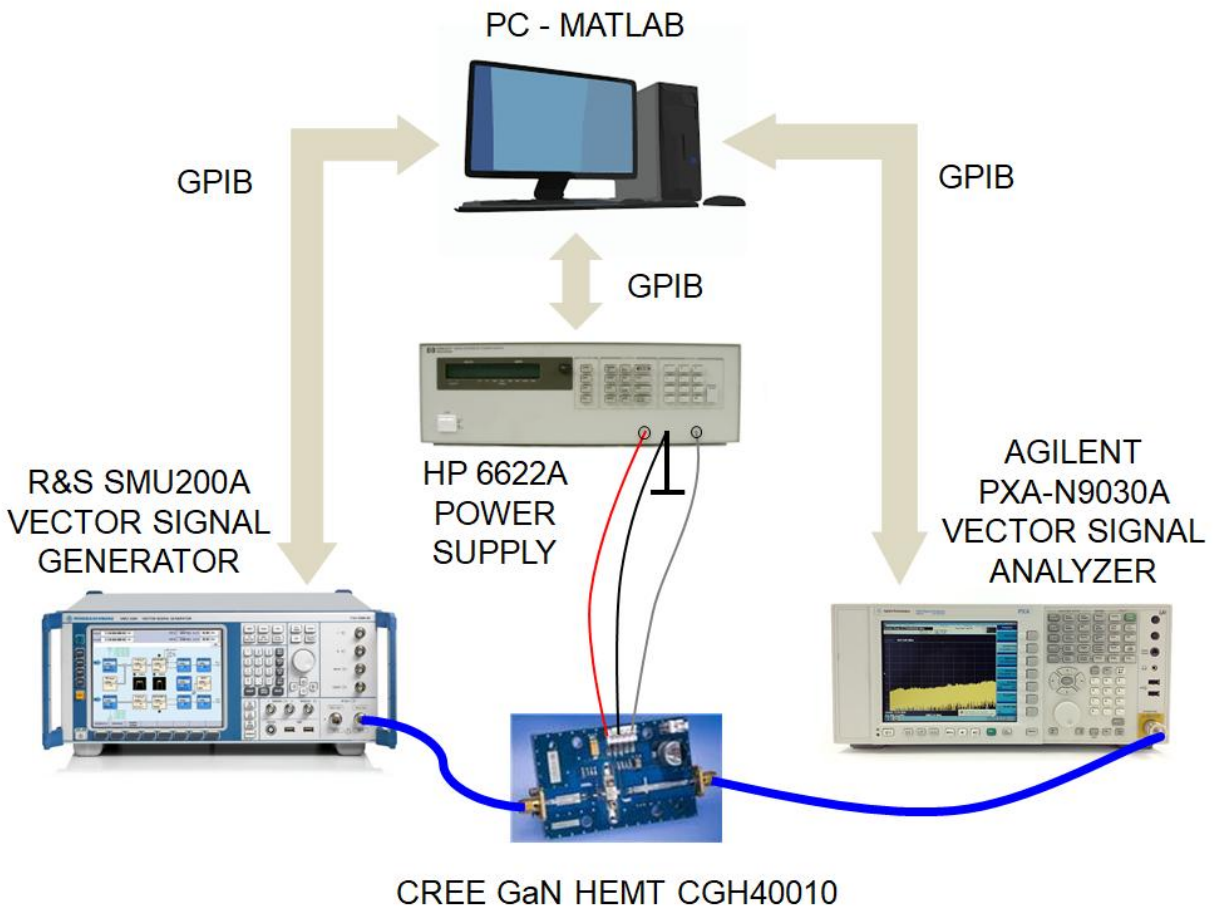 PC - MATLAB
GPIB
GPIB
GPIB
HP 6622A
POWER
SUPPLY
R&S SMU200A
VECTOR SIGNAL
GENERATOR
AGILENT
PXA-N9030A
VECTOR SIGNAL
ANALYZER
PXA
CREE GaN HEMT CGH40010